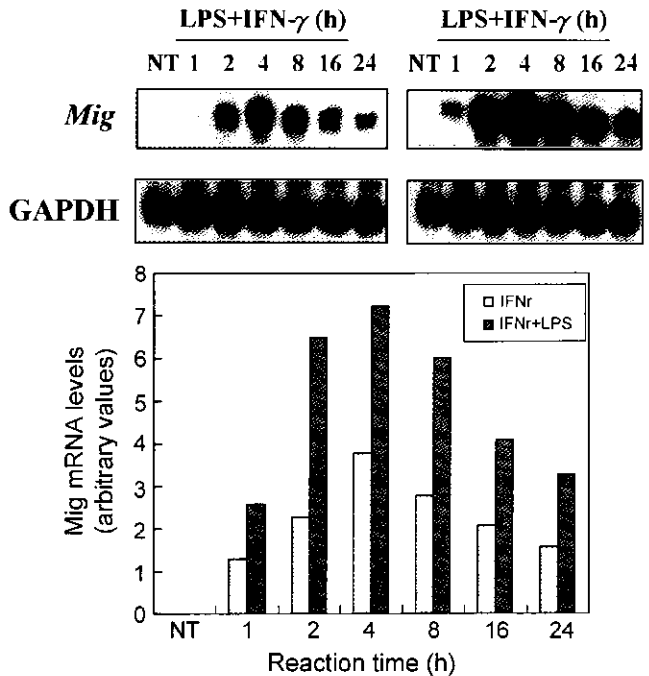 LPS+IFN-γ (h) LPS+IFN-γ (h)
NT 1 2 4 8 16 24 NT 1 2 4 8 16 24
Mig
GAPDH
8
7
6
5
4
3
2
1
0
Mig mRNA levels
(arbitrary values)
IFNr
IFNr+LPS
NT 1 2 4 8 16 24
Reaction time (h)